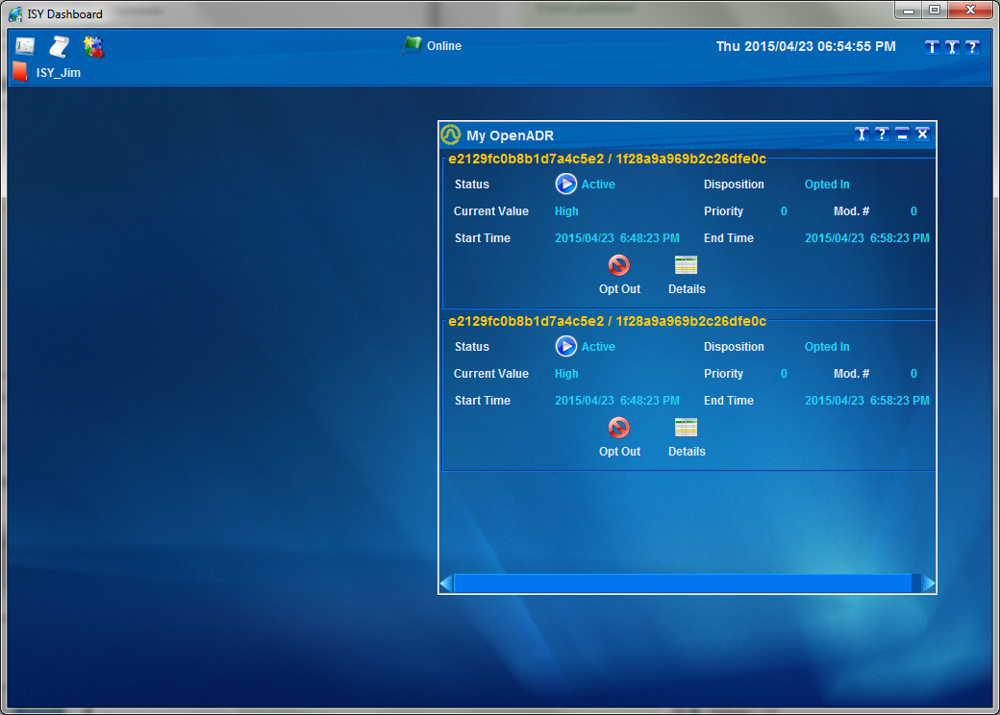 ISY Dashboard
Online
Thu 2015/04/23 06:54:55 PM
ISY_Jim
My OpenADR
e2129fc0b8b1d7a4c5e2 / 1f28a9a969b2c26dfe0c
Status Active Disposition Opted In
Current Value High Priority 0 Mod. # 0
Start Time 2015/04/23 6:48:23 PM End Time 2015/04/23 6:58:23 PM
Opt Out Details
e2129fc0b8b1d7a4c5e2 / 1f28a9a969b2c26dfe0c
Status Active Disposition Opted In
Current Value High Priority 0 Mod. # 0
Start Time 2015/04/23 6:48:23 PM End Time 2015/04/23 6:58:23 PM
Opt Out Details